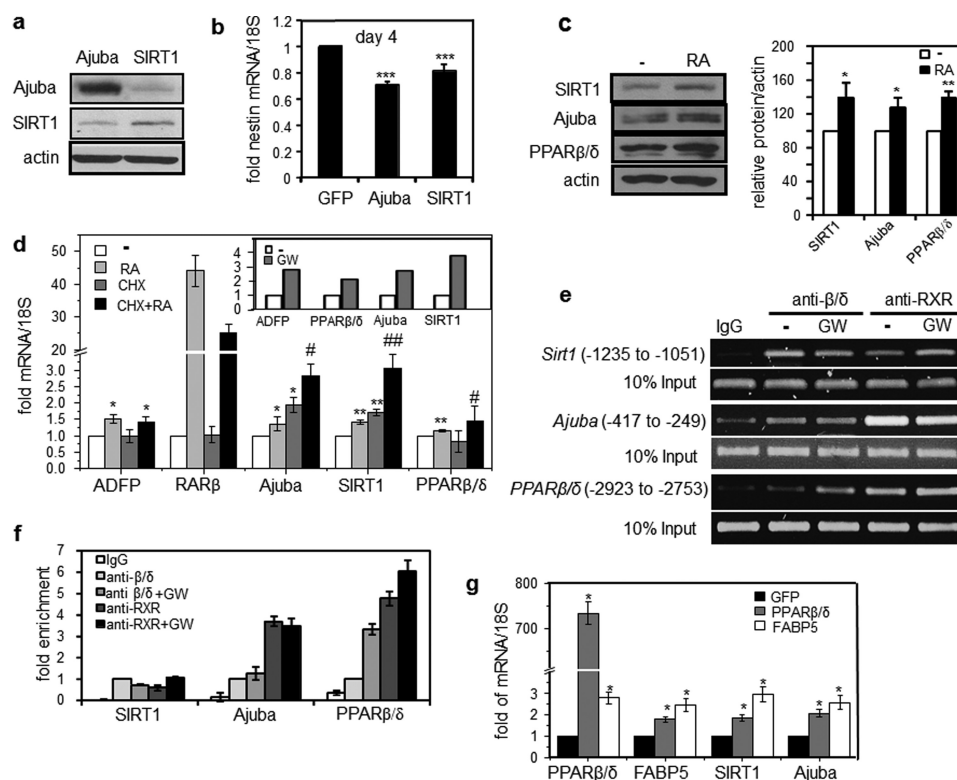 a
Ajuba SIRT1
Ajuba
SIRT1
actin
b
fold nestin mRNA/18S
1.2
1
0.8
0.6
0.4
0.2
0
day 4
***
***
GFP Ajuba SIRT1
c
- RA
SIRT1
Ajuba
PPARβ/δ
actin
relative protein/actin
200
160
120
80
40
0
-
RA
* * **
SIRT1 Ajuba PPARβ/δ
d
fold mRNA/18S
50
40
30
20
2.5
2.0
1.5
1.0
0.5
0.0
-
RA
CHX
CHX+RA
4
3
2
1
0
-
GW
ADFP PPARβ/δ Ajuba SIRT1
* * * * # ** ** ## ** #
ADFP RARβ Ajuba SIRT1 PPARβ/δ
e
anti-β/δ anti-RXR
IgG - GW - GW
Sirt1 (-1235 to -1051)
10% Input
Ajuba (-417 to -249)
10% Input
PPARβ/δ (-2923 to -2753)
10% Input
f
fold enrichment
7
6
5
4
3
2
1
0
IgG
anti-β/δ
anti β/δ+GW
anti-RXR
anti-RXR+GW
SIRT1 Ajuba PPARβ/δ
g
fold of mRNA/18S
800
700
3
2
1
0
GFP
PPARβ/δ
FABP5
* * * * * * * *
PPARβ/δ FABP5 SIRT1 Ajuba